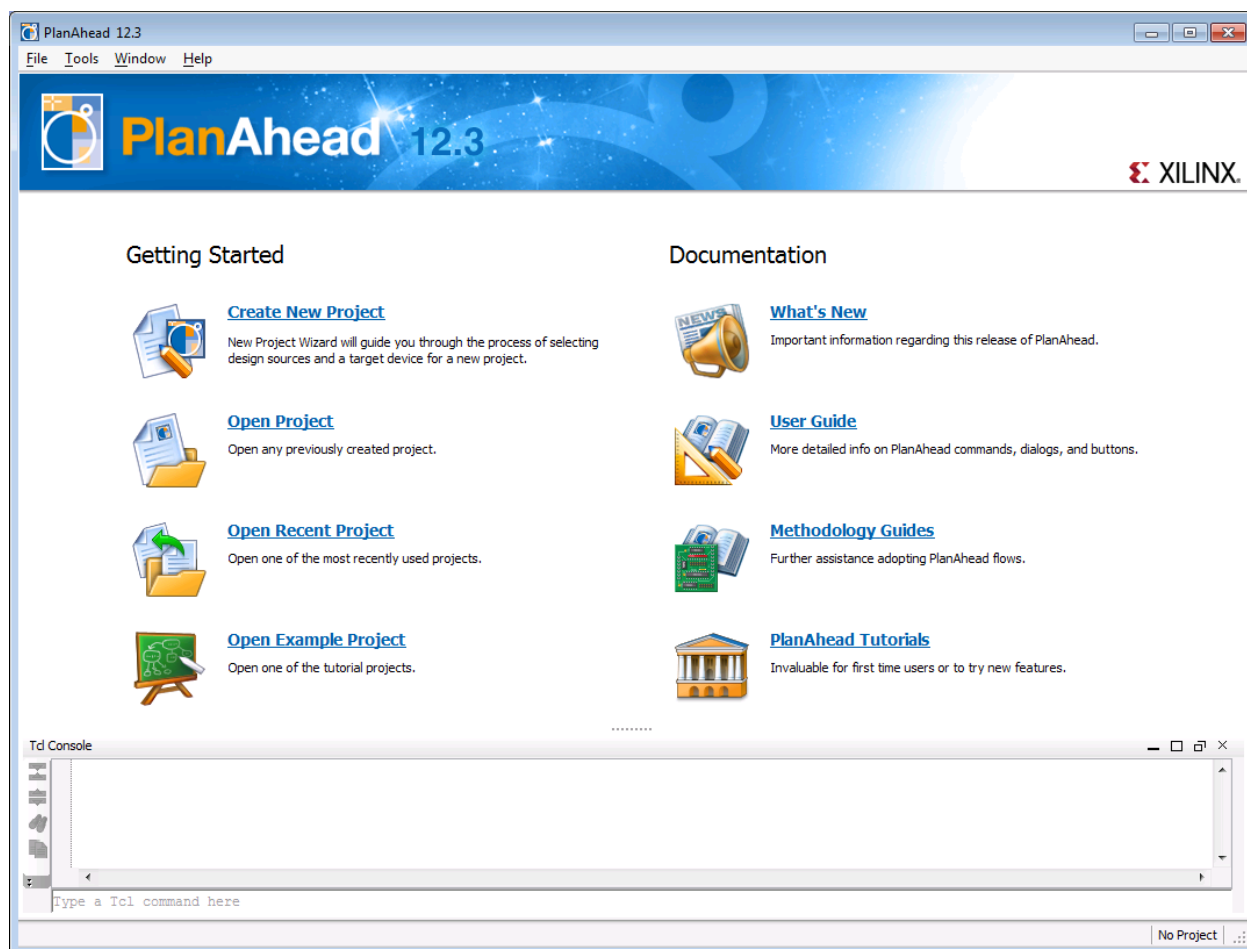 PlanAhead 12.3
File Tools Window Help
PlanAhead 12.3
XILINX.
Getting Started
Create New Project
New Project Wizard will guide you through the process of selecting
design sources and a target device for a new project.
Open Project
Open any previously created project.
Open Recent Project
Open one of the most recently used projects.
Open Example Project
Open one of the tutorial projects.
Documentation
NEWS
What's New
Important information regarding this release of PlanAhead.
User Guide
More detailed info on PlanAhead commands, dialogs, and buttons.
Methodology Guides
Further assistance adopting PlanAhead flows.
PlanAhead Tutorials
Invaluable for first time users or to try new features.
Tcl Console
Type a Tcl command here
No Project